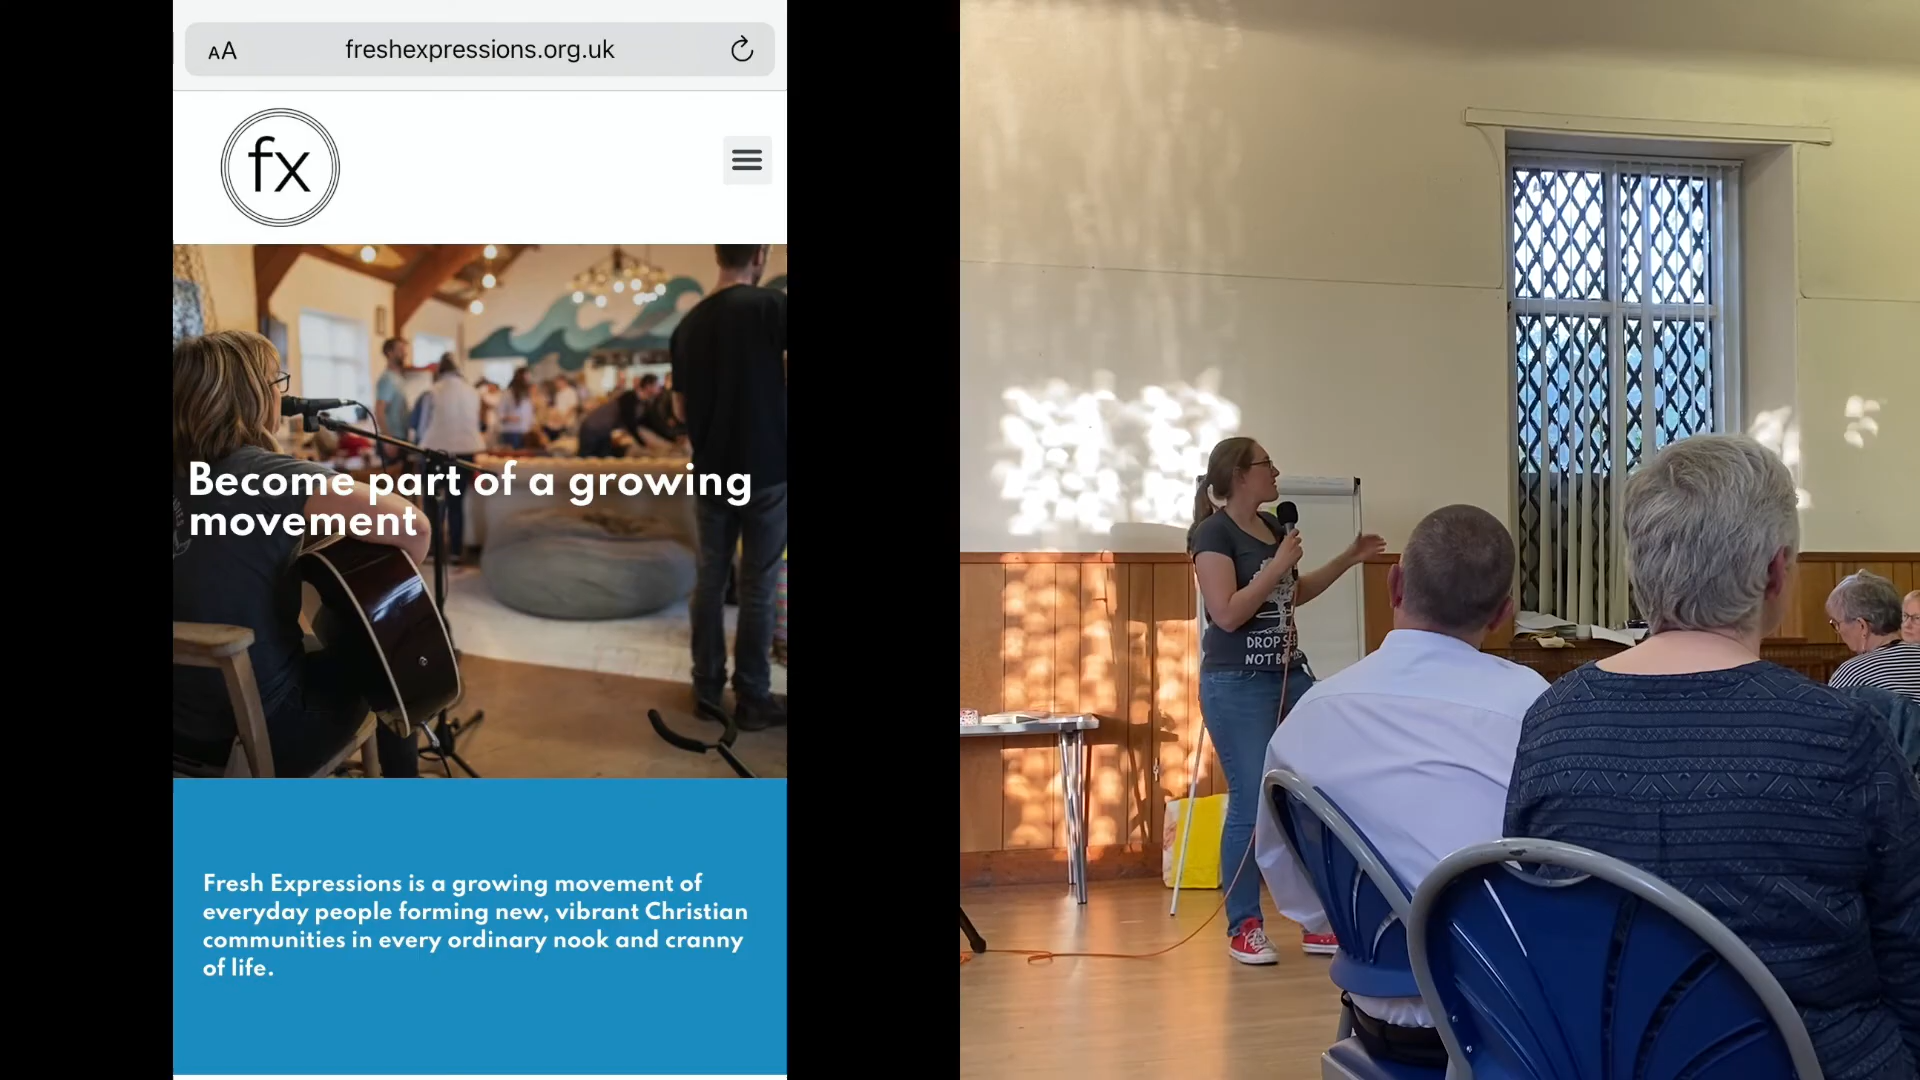 AA
freshexpressions.org.uk
fx
Become part of a growing
movement
Fresh Expressions is a growing movement of
everyday people forming new, vibrant Christian
communities in every ordinary nook and cranny
of life.
DROP
NOT